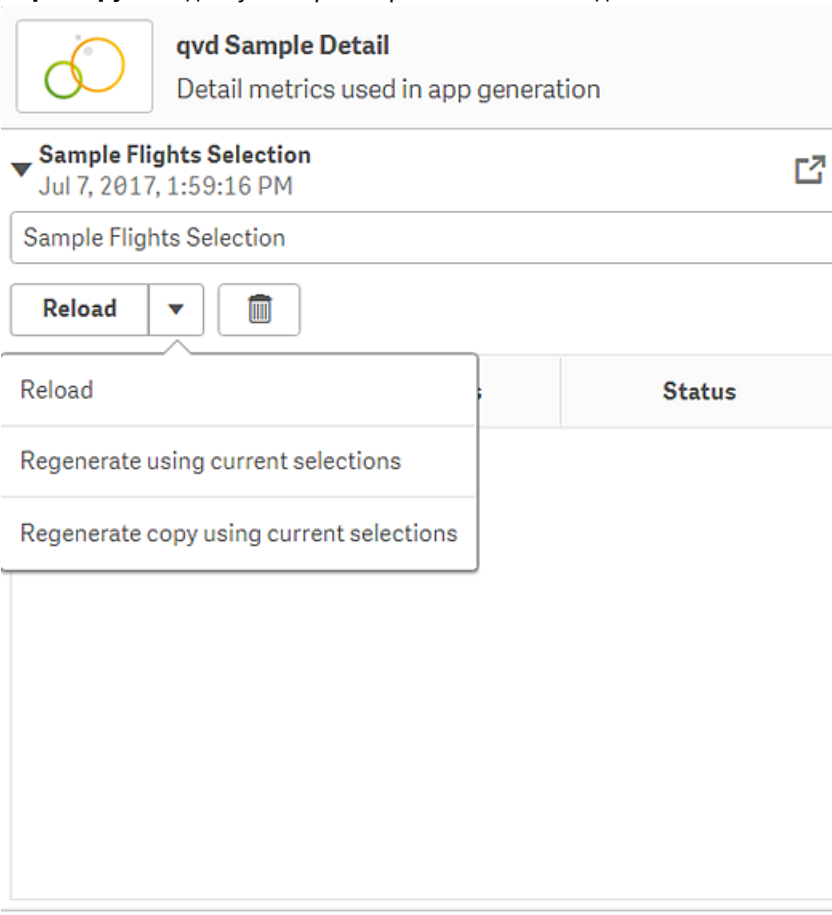 qvd Sample Detail
Detail metrics used in app generation
Sample Flights Selection
Jul 7, 2017, 1:59:16 PM
Sample Flights Selection
Reload
Reload
Status
Regenerate using current selections
Regenerate copy using current selections